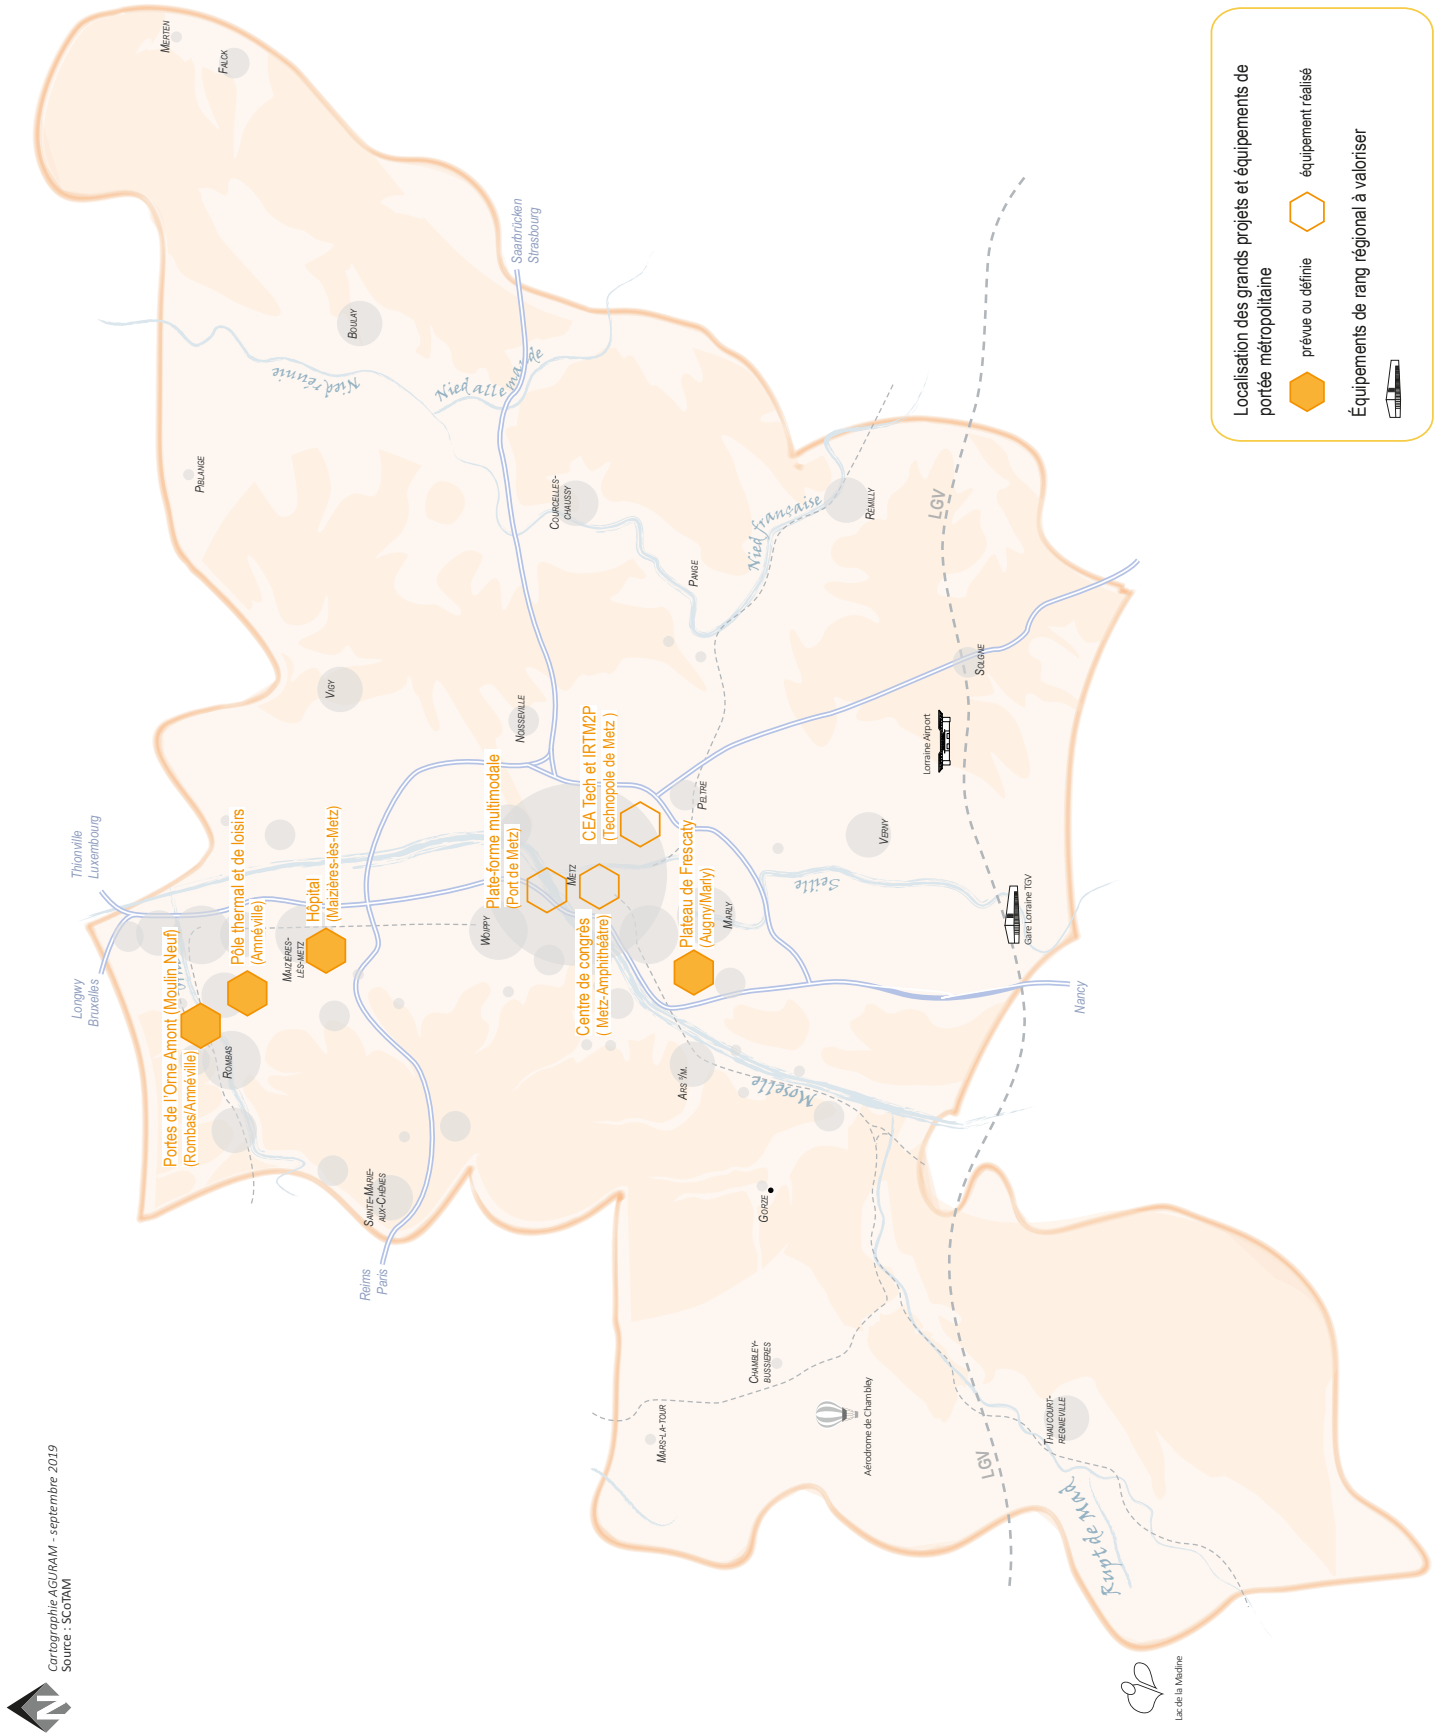 Cartographie AGURAM - septembre 2019
Source : SCoTAM
N
Longwy
Bruxelles
Thionville
Luxembourg
Portes de l'Orne Amont (Moulin Neuf)
(Rombas/Amnéville)
Pôle thermal et de loisirs
(Amnéville)
Hôpital
(Maizières-lès-Metz)
MAIZIÈRES-
LÈS-METZ
ROMBAS
SAINTE-MARIE-
AUX-CHÊNES
Reims
Paris
MERTEN
FALCK
BOULAY
PIBLANGE
Nied réunie
Nied allemande
Saarbrücken
Strasbourg
VIGY
NOISSEVILLE
COURCELLES-
CHAUSSY
PANGE
Nied française
REMILLY
LGV
Plate-forme multimodale
(Port de Metz)
WOIPPY
METZ
CEA Tech et IRTM2P
(Technopole de Metz )
Centre de congrès
( Metz-Amphithéâtre)
Plateau de Frescaty
(Augny/Marly)
MARLY
PELTRE
VERNY
Seille
SOLGNE
Lorraine Airport
Gare Lorraine TGV
Nancy
ARS S/M.
Moselle
GORZE
CHAMBLEY-
BUSSIERES
MARS-LA-TOUR
Aérodrome de Chambley
LGV
THIAUCOURT-
REGNIEVILLE
Rupt de Mad
Lac de la Madine
Localisation des grands projets et équipements de
portée métropolitaine
prévue ou définie
équipement réalisé
Équipements de rang régional à valoriser